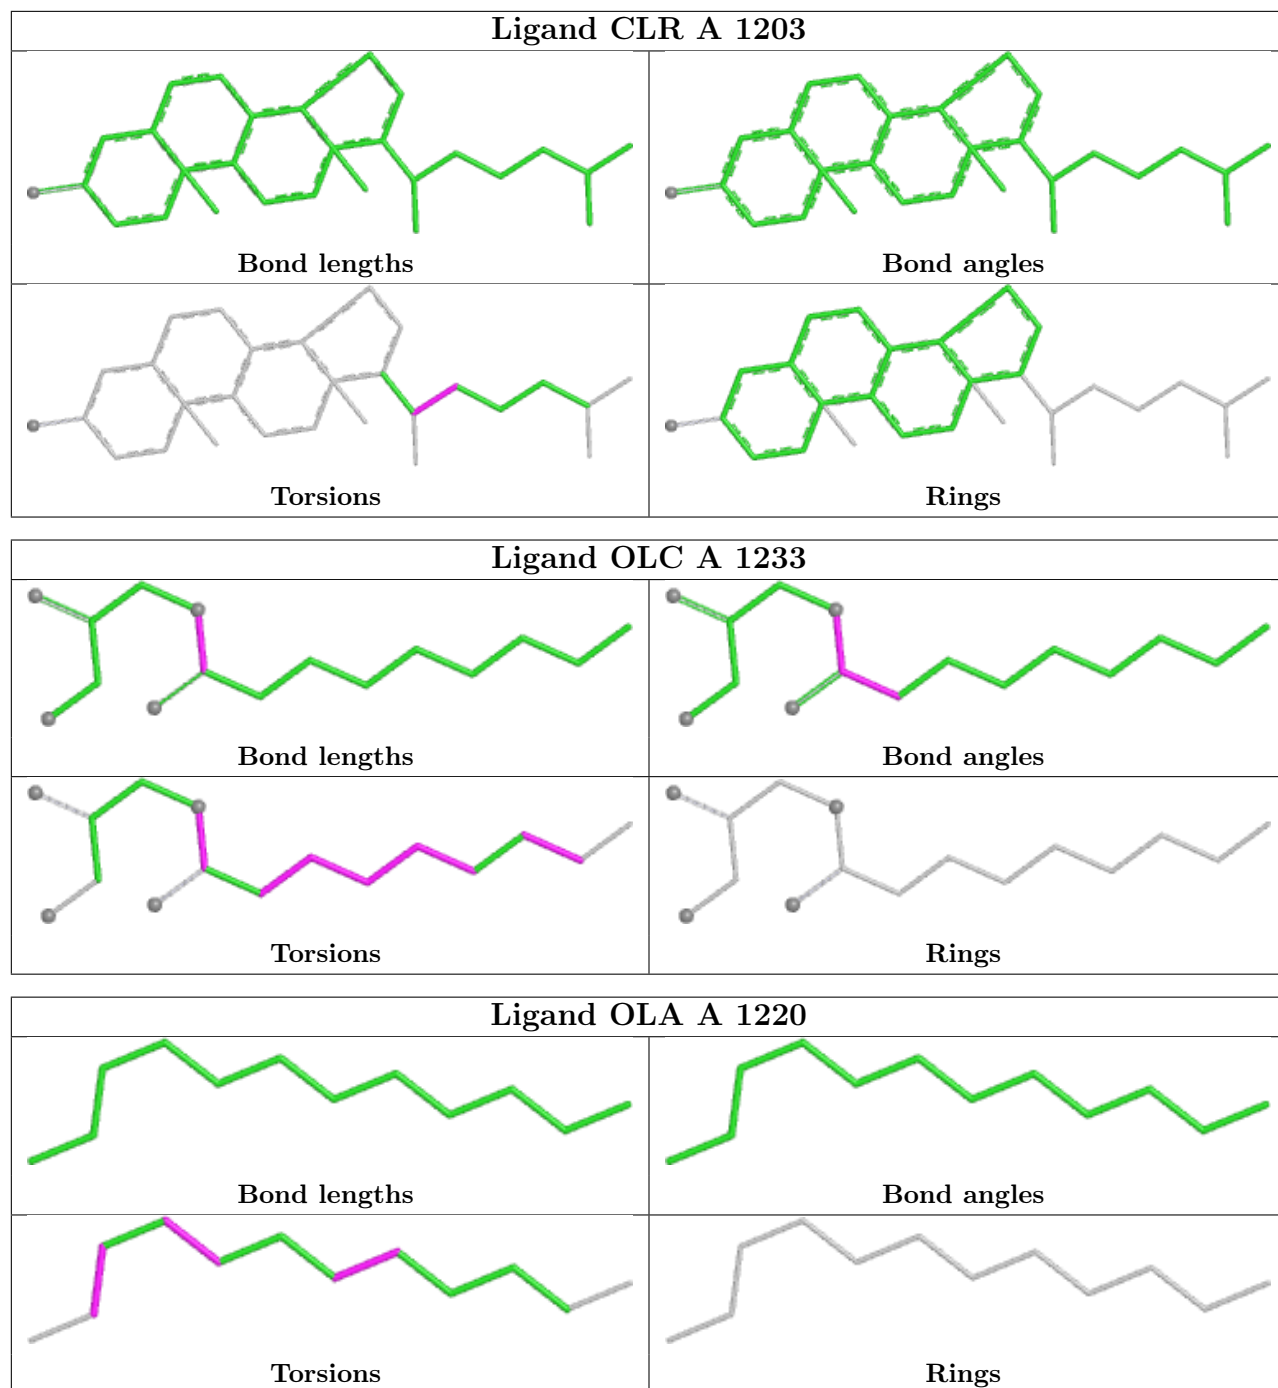 Ligand CLR A 1203
Bond lengths
Bond angles
Torsions
Rings
Ligand OLC A 1233
Bond lengths
Bond angles
Torsions
Rings
Ligand OLA A 1220
Bond lengths
Bond angles
Torsions
Rings